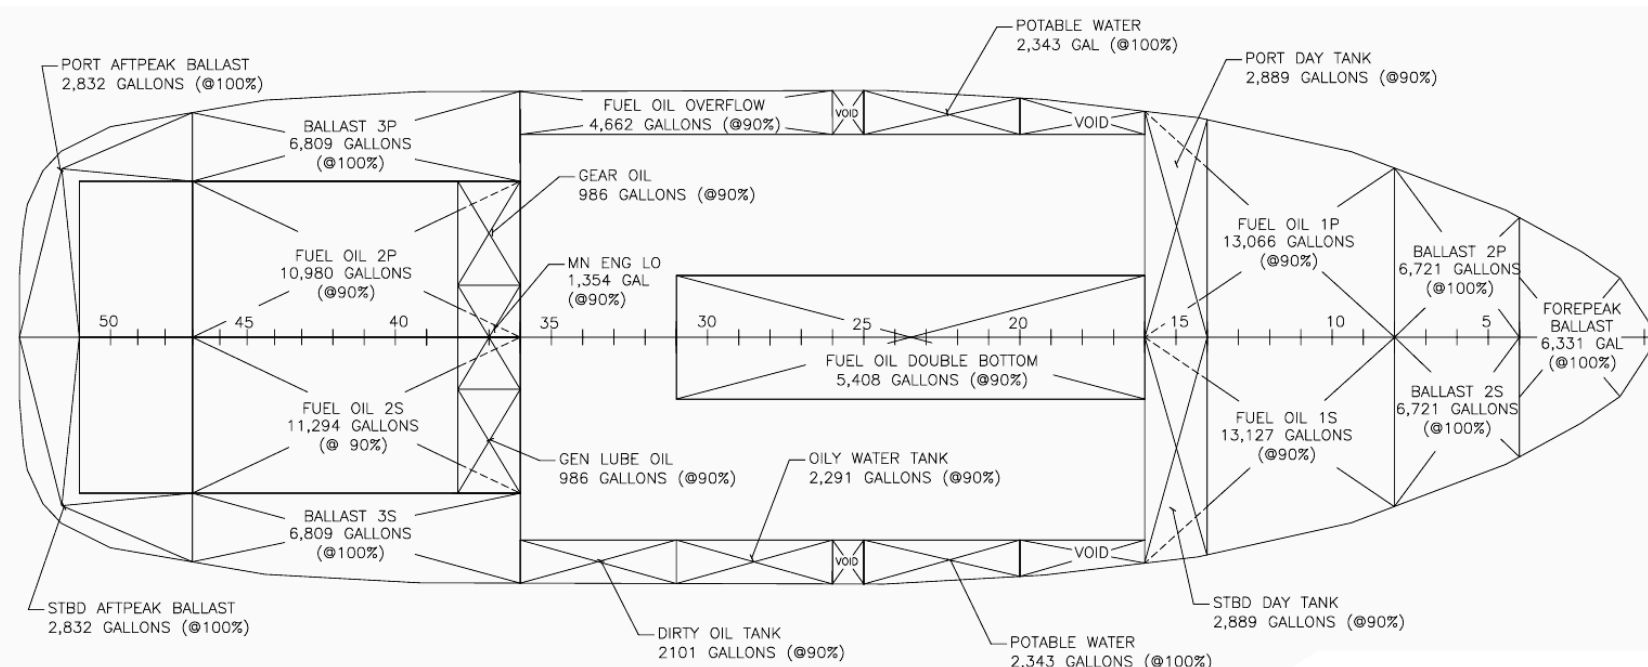 POTABLE WATER
2,343 GAL (@100%)
PORT DAY TANK
2,889 GALLONS (@90%)
PORT AFTPEAK BALLAST
2,832 GALLONS (@100%)
FUEL OIL OVERFLOW
4,662 GALLONS (@90%)
VOID
VOID
BALLAST 3P
6,809 GALLONS
(@100%)
GEAR OIL
986 GALLONS (@90%)
FUEL OIL 2P
10,980 GALLONS
(@90%)
MN ENG LO
1,354 GAL
(@90%)
FUEL OIL 1P
13,066 GALLONS
(@90%)
BALLAST 2P
6,721 GALLONS
(@100%)
FOREPEAK
BALLAST
6,331 GAL
(@100%)
50 45 40 35 30 25 20 15 10 5
FUEL OIL DOUBLE BOTTOM
5,408 GALLONS (@90%)
FUEL OIL 2S
11,294 GALLONS
(@ 90%)
FUEL OIL 1S
13,127 GALLONS
(@90%)
BALLAST 2S
6,721 GALLONS
(@100%)
GEN LUBE OIL
986 GALLONS (@90%)
OILY WATER TANK
2,291 GALLONS (@90%)
BALLAST 3S
6,809 GALLONS
(@100%)
VOID
VOID
STBD AFTPEAK BALLAST
2,832 GALLONS (@100%)
DIRTY OIL TANK
2101 GALLONS (@90%)
POTABLE WATER
2,343 GALLONS (@100%)
STBD DAY TANK
2,889 GALLONS (@90%)